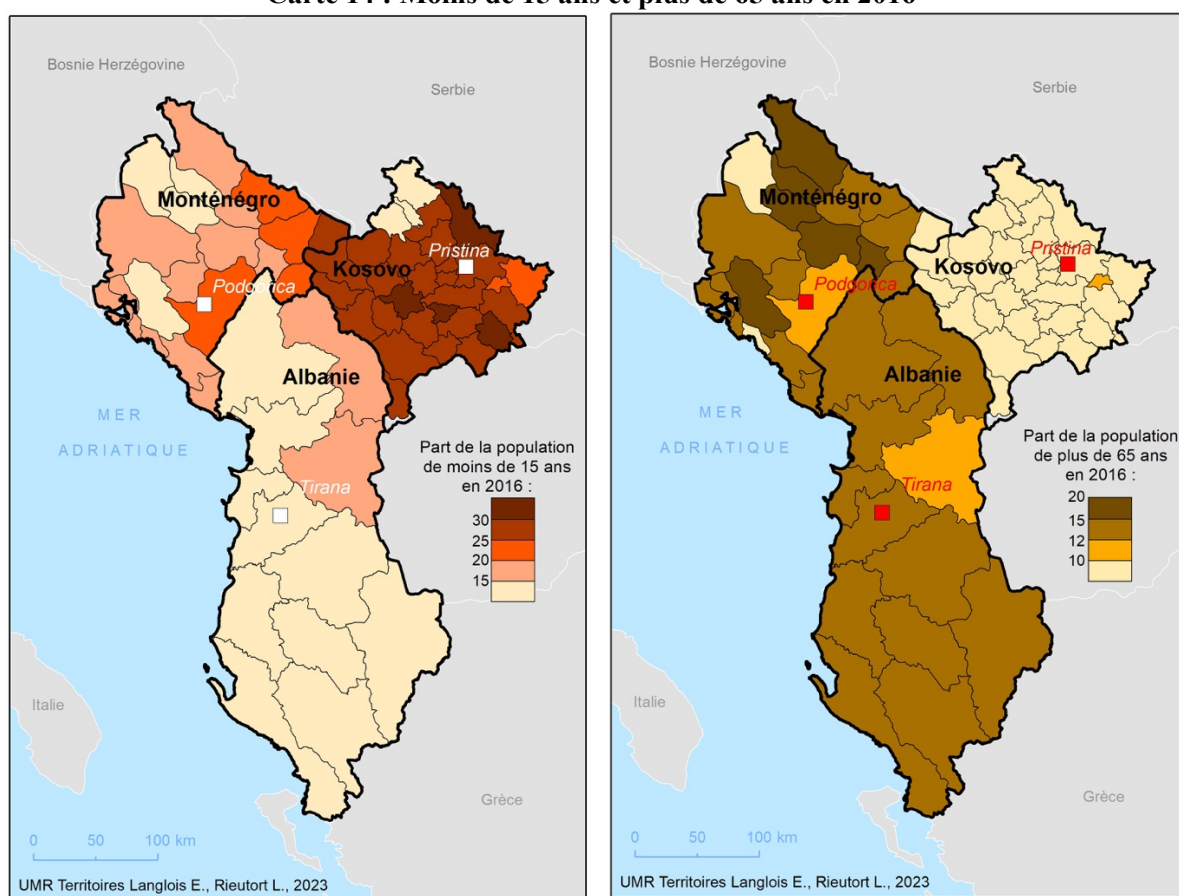 Carte 14 : Moins de 15 ans et plus de 65 ans en 2016
Bosnie Herzégovine
Serbie
Monténégro
Pristina
Kosovo
Podgorica
Albanie
MER
ADRIATIQUE
Part de la population
de moins de 15 ans
en 2016 :
Tirana
30
25
20
15
Italie
Grèce
0 50 100 km
UMR Territoires Langlois E., Rieutort L., 2023
Bosnie Herzégovine
Serbie
Monténégro
Pristina
Kosovo
Podgorica
Albanie
MER
ADRIATIQUE
Part de la population
de plus de 65 ans
en 2016 :
Tirana
20
15
12
10
Italie
Grèce
0 50 100 km
UMR Territoires Langlois E., Rieutort L., 2023